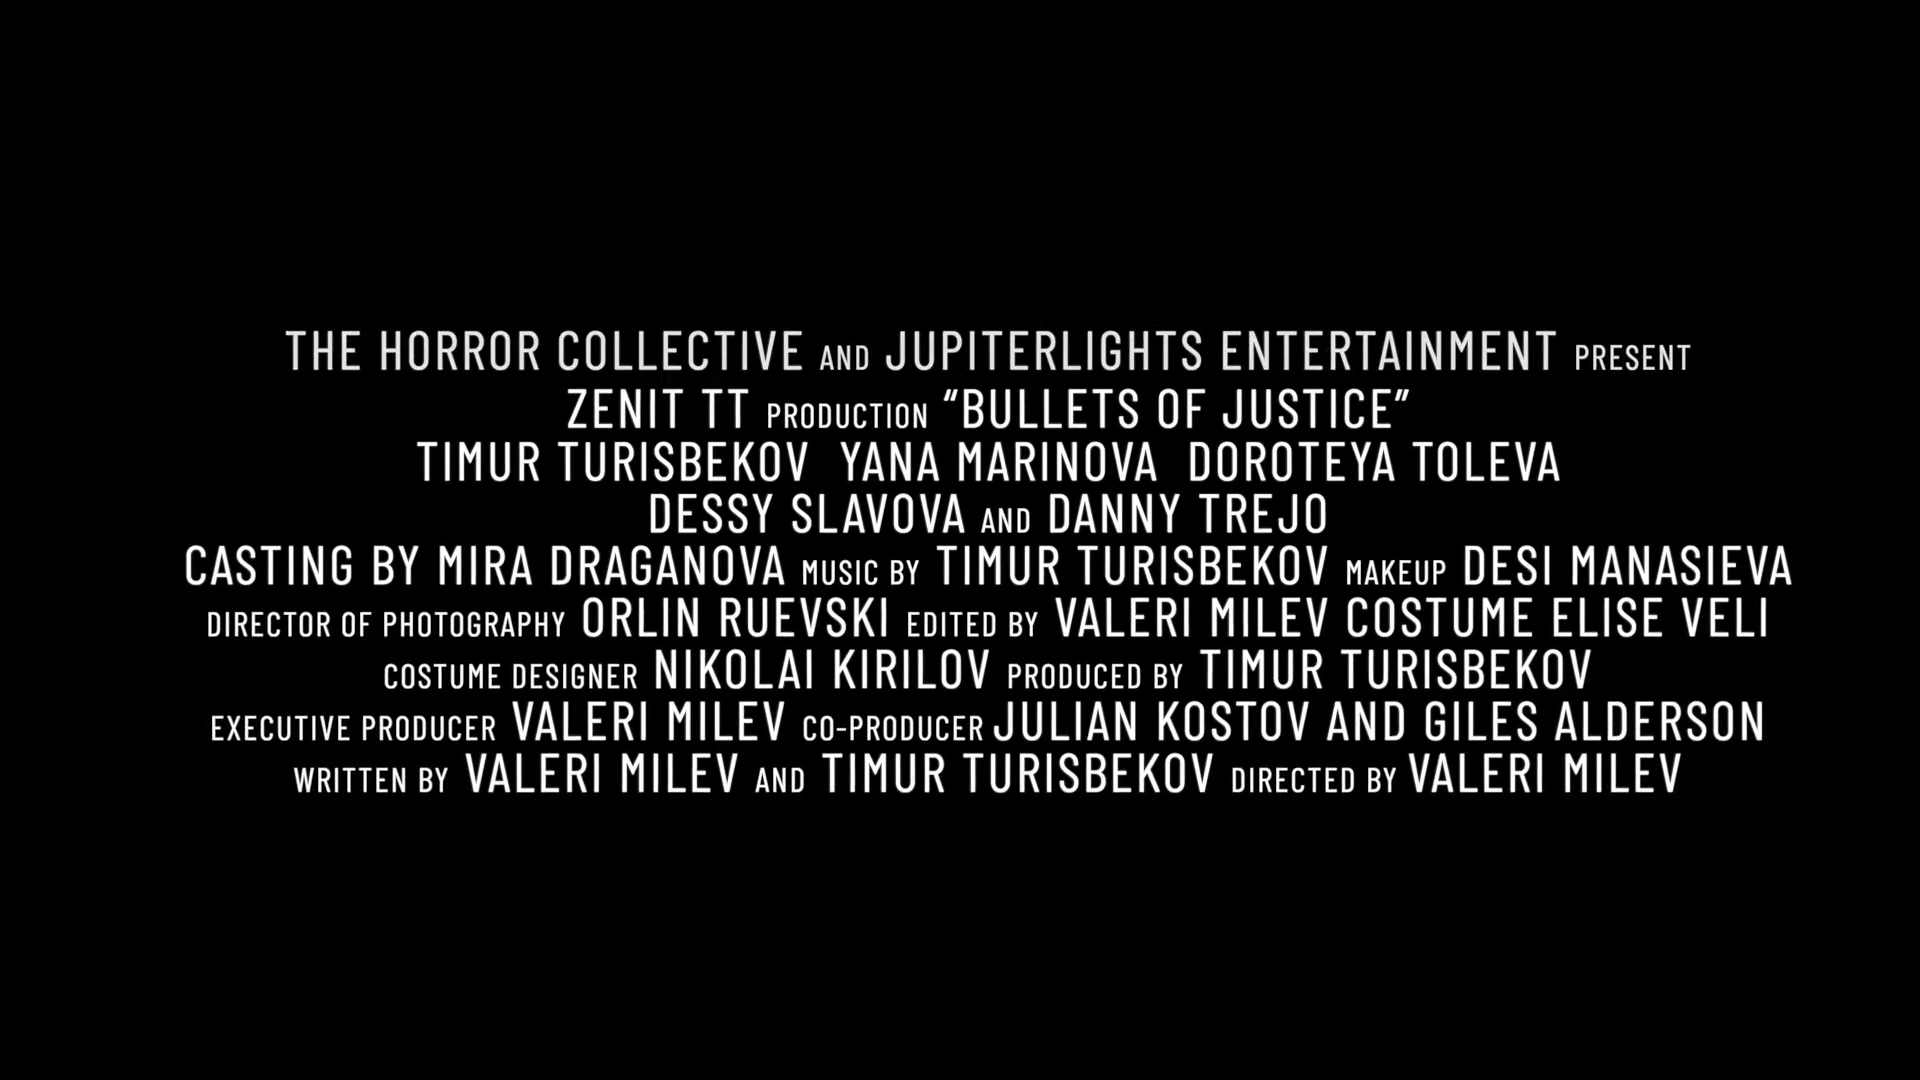 THE HORROR COLLECTIVE AND JUPITERLIGHTS ENTERTAINMENT PRESENT
ZENIT TT PRODUCTION “BULLETS OF JUSTICE”
TIMUR TURISBEKOV YANA MARINOVA DOROTEYA TOLEVA
DESSY SLAVOVA AND DANNY TREJO
CASTING BY MIRA DRAGANOVA MUSIC BY TIMUR TURISBEKOV MAKEUP DESI MANASIEVA
DIRECTOR OF PHOTOGRAPHY ORLIN RUEVSKI EDITED BY VALERI MILEV COSTUME ELISE VELI
COSTUME DESIGNER NIKOLAI KIRILOV PRODUCED BY TIMUR TURISBEKOV
EXECUTIVE PRODUCER VALERI MILEV CO-PRODUCER JULIAN KOSTOV AND GILES ALDERSON
WRITTEN BY VALERI MILEV AND TIMUR TURISBEKOV DIRECTED BY VALERI MILEV